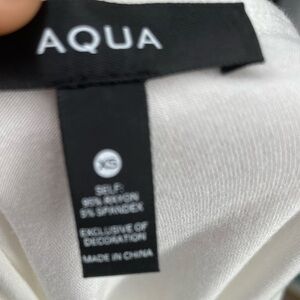 AQUA
XS
SELF:
95% RAYON
5% SPANDEX
EXCLUSIVE OF
DECORATION
MADE IN CHINA